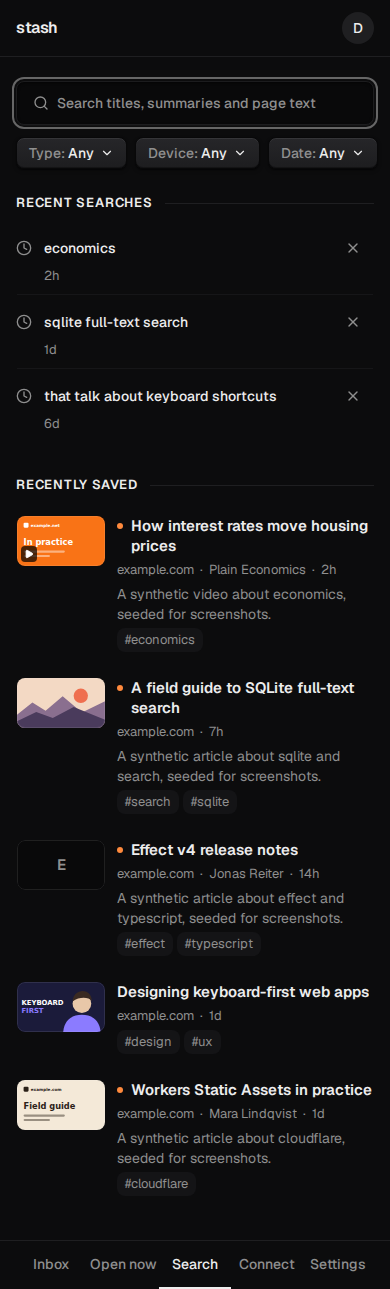 stash
D
Search titles, summaries and page text
Type: Any
Device: Any
Date: Any
RECENT SEARCHES
economics
2h
sqlite full-text search
1d
that talk about keyboard shortcuts
6d
RECENTLY SAVED
example.net
In practice
How interest rates move housing
prices
example.com · Plain Economics · 2h
A synthetic video about economics,
seeded for screenshots.
#economics
A field guide to SQLite full-text
search
example.com · 7h
A synthetic article about sqlite and
search, seeded for screenshots.
#search #sqlite
E
Effect v4 release notes
example.com · Jonas Reiter · 14h
A synthetic article about effect and
typescript, seeded for screenshots.
#effect #typescript
KEYBOARD
FIRST
Designing keyboard-first web apps
example.com · 1d
#design #ux
example.com
Field guide
Workers Static Assets in practice
example.com · Mara Lindqvist · 1d
A synthetic article about cloudflare,
seeded for screenshots.
#cloudflare
Inbox Open now Search Connect Settings